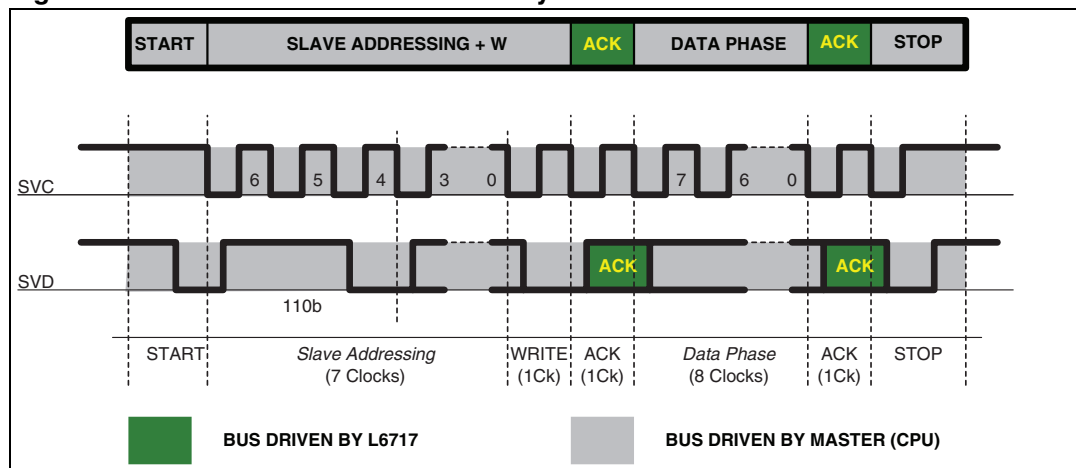 START SLAVE ADDRESSING + W ACK DATA PHASE ACK STOP
SVC 6 5 4 3 0 7 6 0
SVD ACK ACK
110b
START Slave Addressing WRITE ACK Data Phase ACK STOP
(7 Clocks) (1Ck) (1Ck) (8 Clocks) (1Ck)
BUS DRIVEN BY L6717 BUS DRIVEN BY MASTER (CPU)